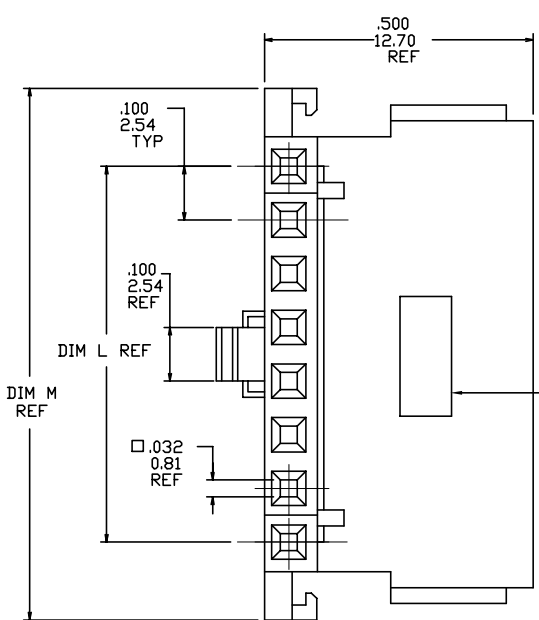 .500
12.70
REF
.100
2.54
TYP
.100
2.54
REF
DIM L REF
DIM M
REF
□.032
0.81
REF